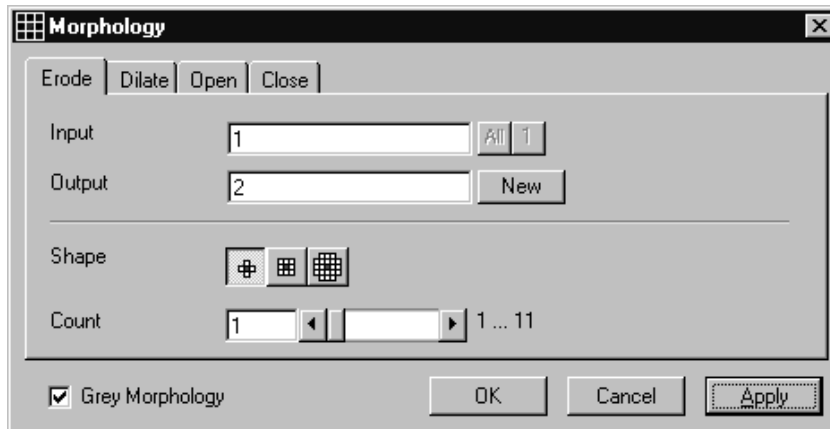 Morphology
Erode Dilate Open Close
Input 1 All 1
Output 2 New
Shape
Count 1 1 ... 11
Grey Morphology OK Cancel Apply